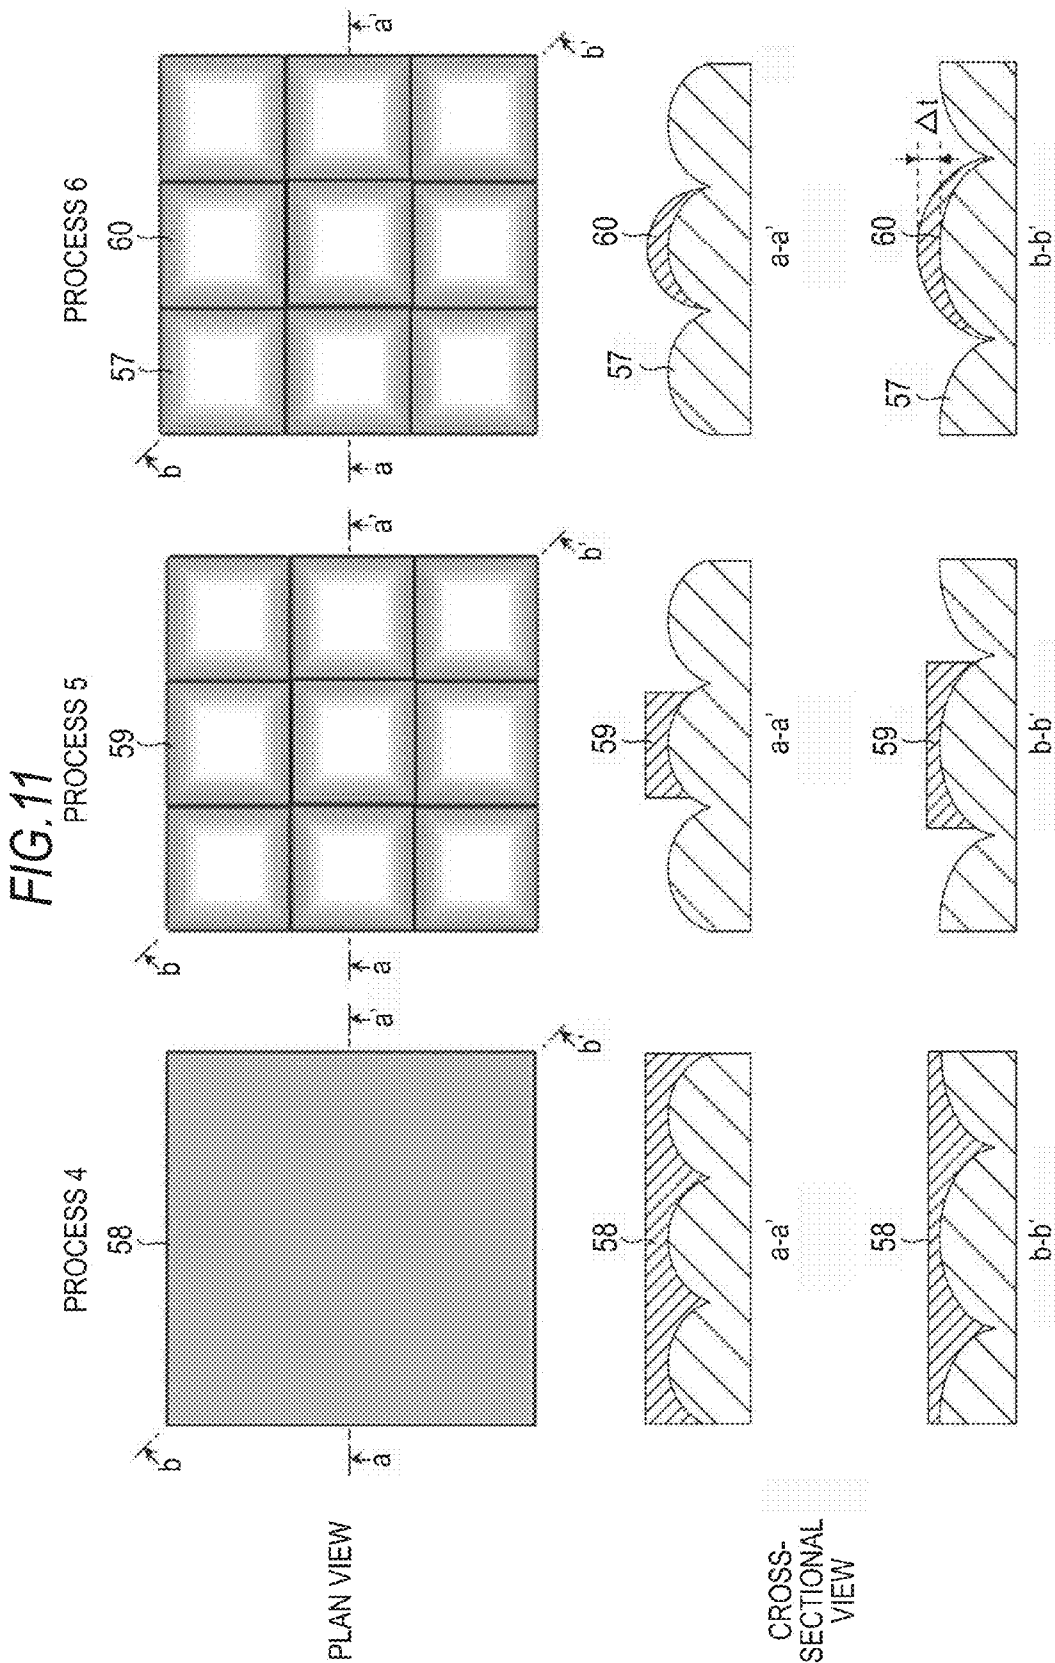 FIG. 11
PROCESS 4
PROCESS 5
PROCESS 6
PLAN VIEW
58
b
a
a'
b'
59
b
a
a'
b'
57
60
b
a
a'
b'
CROSS-
SECTIONAL
VIEW
58
a-a'
59
a-a'
57
60
a-a'
58
b-b'
59
b-b'
57
60
Δt
b-b'